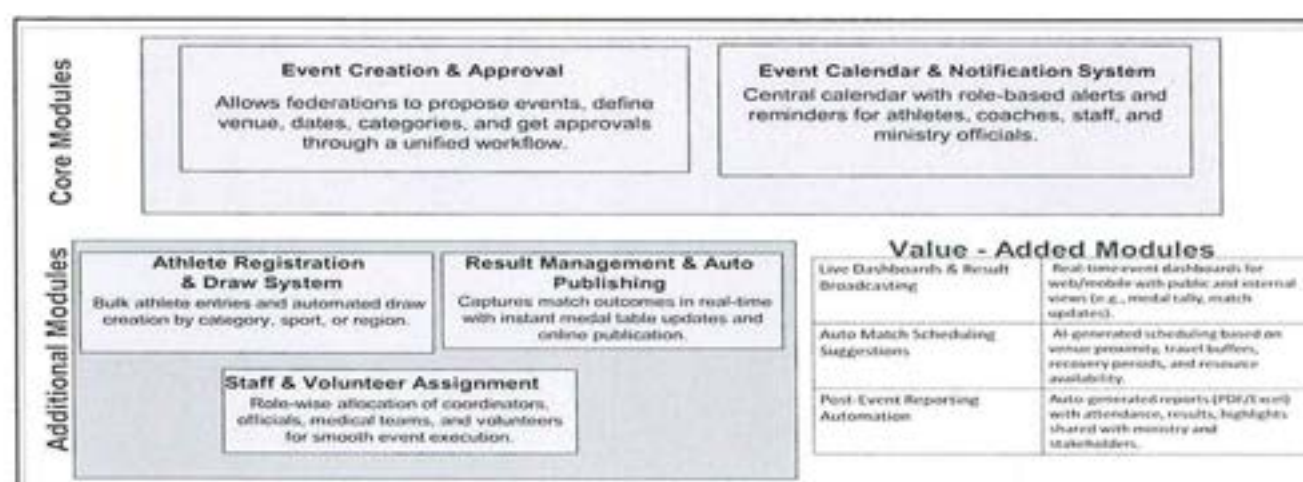 Core Modules
Event Creation & Approval
Allows federations to propose events, define
venue, dates, categories, and get approvals
through a unified workflow.
Event Calendar & Notification System
Central calendar with role-based alerts and
reminders for athletes, coaches, staff, and
ministry officials.
Additional Modules
Athlete Registration
& Draw System
Bulk athlete entries and automated draw
creation by category, sport, or region.
Result Management & Auto
Publishing
Captures match outcomes in real-time
with instant medal table updates and
online publication.
Staff & Volunteer Assignment
Role-wise allocation of coordinators,
officials, medical teams, and volunteers
for smooth event execution.
Value - Added Modules
Live Dashboards & Result
Broadcasting
Real-time event dashboards for
web/mobile with public and internal
views (e.g., medal tally, match
updates).
Auto Match Scheduling
Suggestions
AI-generated scheduling based on
venue proximity, travel buffers,
recovery periods, and resource
availability.
Post-Event Reporting
Automation
Auto-generated reports (PDF/Excel)
with attendance, results, highlights
shared with ministry and
stakeholders.